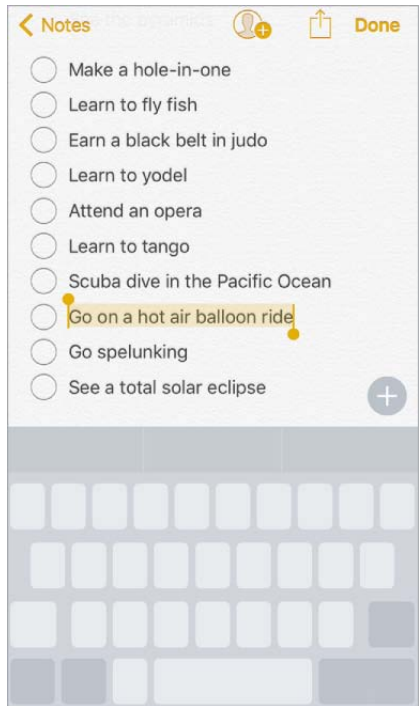 Notes
Done
Make a hole-in-one
Learn to fly fish
Earn a black belt in judo
Learn to yodel
Attend an opera
Learn to tango
Scuba dive in the Pacific Ocean
Go on a hot air balloon ride
Go spelunking
See a total solar eclipse